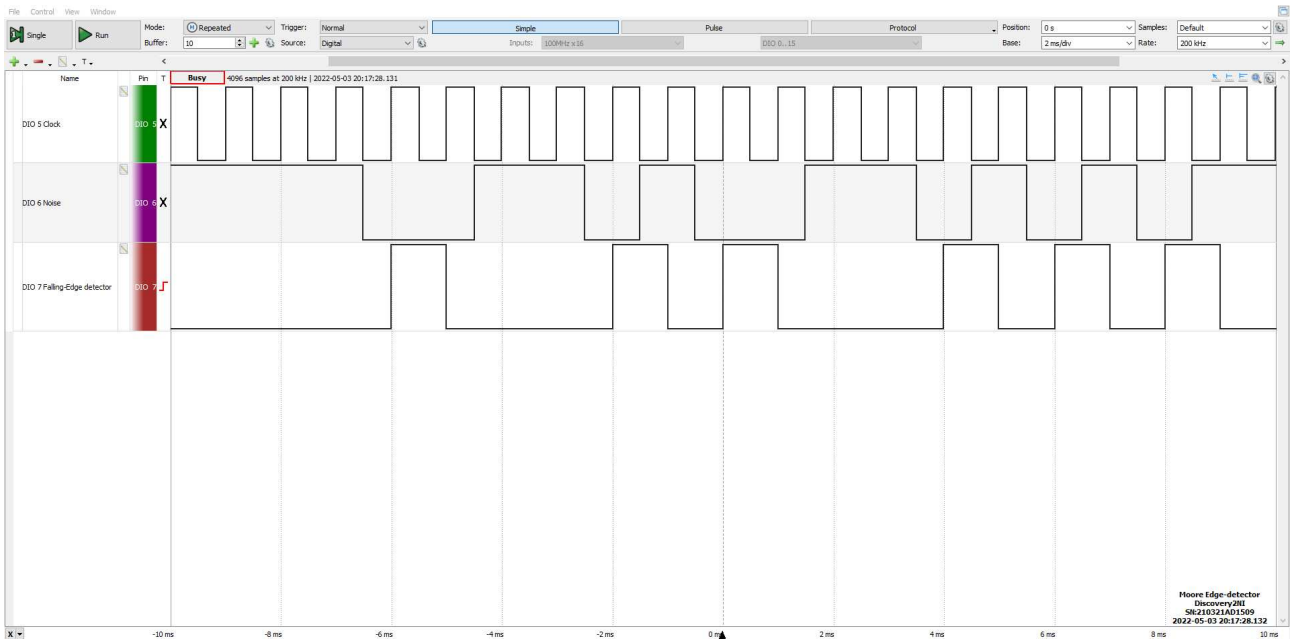 File Control View Window
Single Run Mode: Repeated Trigger: Normal Simple Pulse Protocol Position: 0 s Samples: Default
Buffer: 10 Source: Digital Inputs: 100MHz x 16 DIO 0...15 Base: 2 ms/div Rate: 200 kHz
T
Name Pin T Busy 4096 samples at 200 kHz | 2022-05-03 20:17:28.131
DIO 5 Clock DIO 5 X
DIO 6 Noise DIO 6 X
DIO 7 Falling-Edge detector DIO 7
Moore Edge-detector
Discovery2NI
SN:210321AD1509
2022-05-03 20:17:28.132
X -10 ms -8 ms -6 ms -4 ms -2 ms 0 ms 2 ms 4 ms 6 ms 8 ms 10 ms